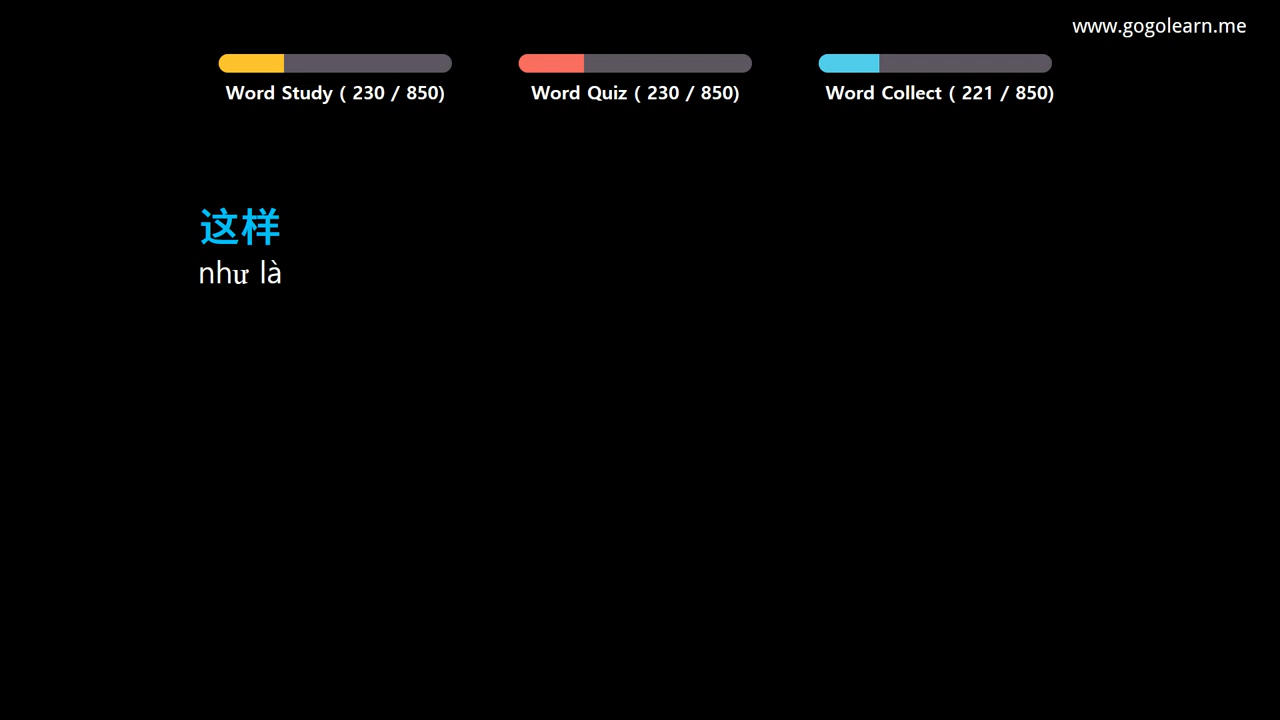 www.gogolearn.me
Word Study ( 230 / 850)
Word Quiz ( 230 / 850)
Word Collect ( 221 / 850)
这样
như là